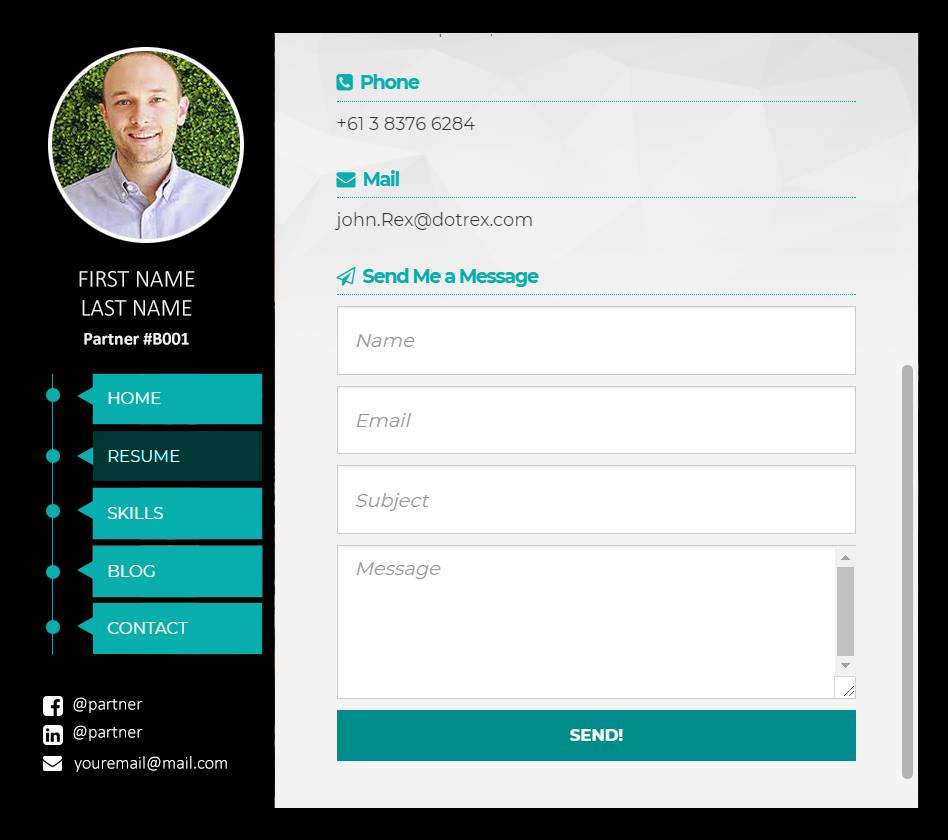 FIRST NAME
LAST NAME
Partner #B001
HOME
RESUME
SKILLS
BLOG
CONTACT
@partner
@partner
youremail@mail.com
Phone
+61 3 8376 6284
Mail
john.Rex@dotrex.com
Send Me a Message
Name
Email
Subject
Message
SEND!